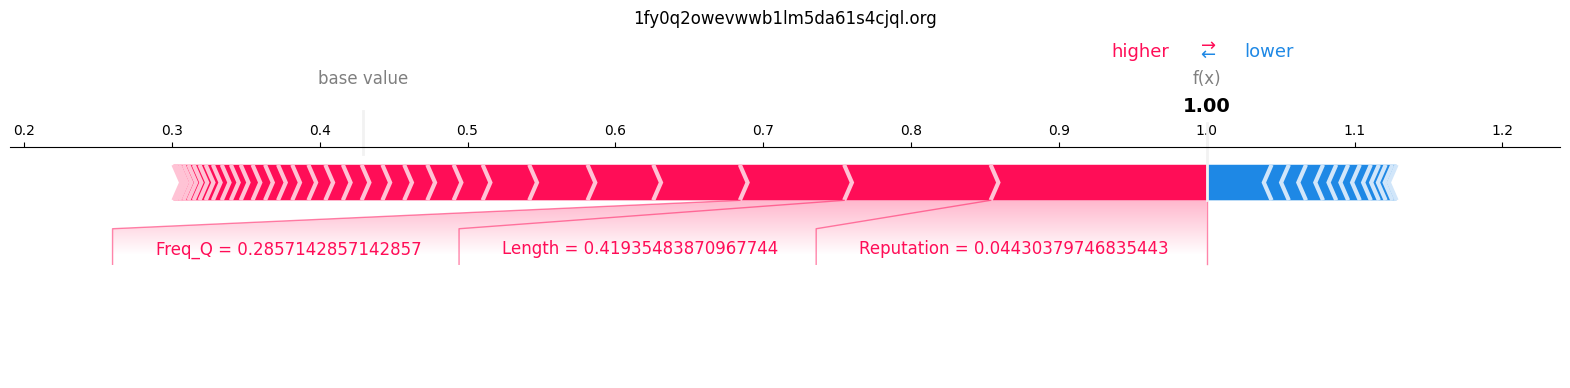 1fy0q2owevwwb1lm5da61s4cjql.org
higher → ← lower
base value f(x)
1.00
0.2 0.3 0.4 0.5 0.6 0.7 0.8 0.9 1.0 1.1 1.2
Freq_Q = 0.2857142857142857 Length = 0.41935483870967744 Reputation = 0.04430379746835443